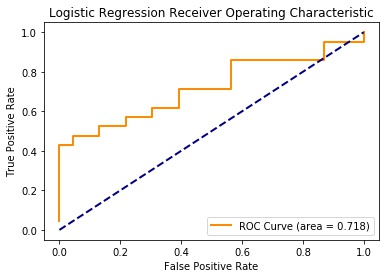 Logistic Regression Receiver Operating Characteristic
1.0
0.8
0.6
0.4
0.2
0.0
True Positive Rate
ROC Curve (area = 0.718)
0.0 0.2 0.4 0.6 0.8 1.0
False Positive Rate